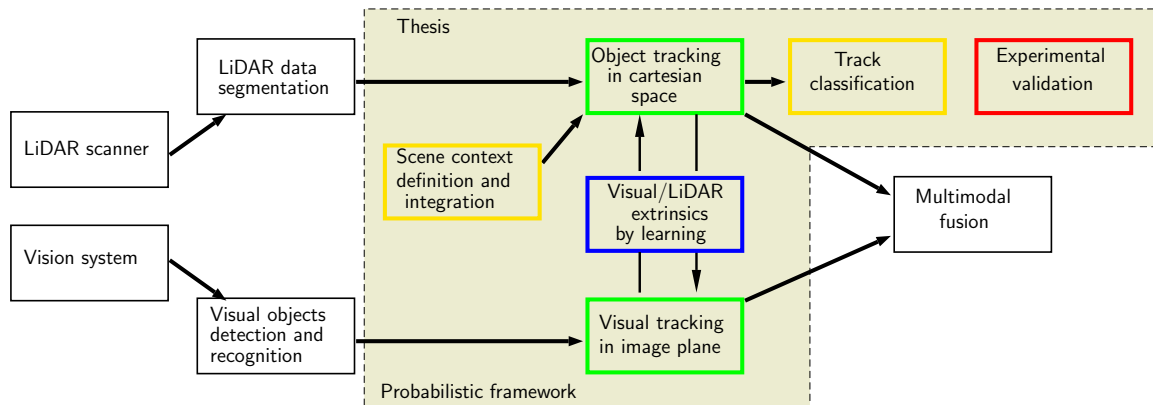 Thesis
LiDAR scanner
LiDAR data
segmentation
Object tracking
in cartesian
space
Track
classification
Experimental
validation
Scene context
definition and
integration
Visual/LiDAR
extrinsics
by learning
Multimodal
fusion
Vision system
Visual objects
detection and
recognition
Visual tracking
in image plane
Probabilistic framework